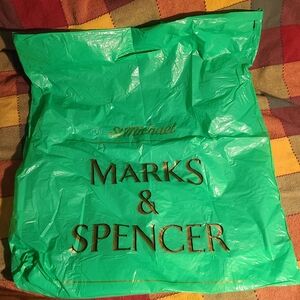 St Michael
MARKS
&
SPENCER